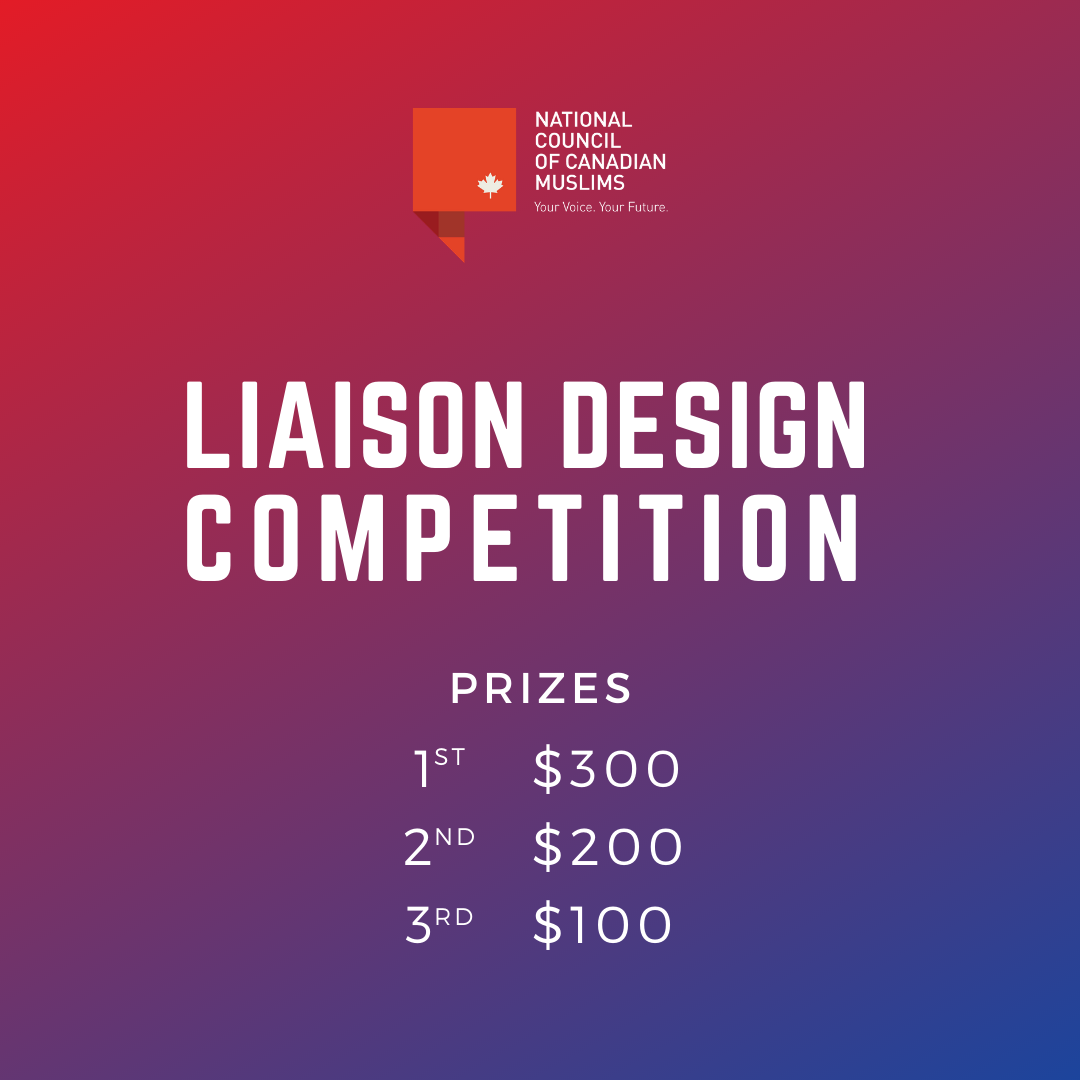 NATIONAL
COUNCIL
OF CANADIAN
MUSLIMS
Your Voice. Your Future.
LIAISON DESIGN
COMPETITION
PRIZES
1ST $300
2ND $200
3RD $100